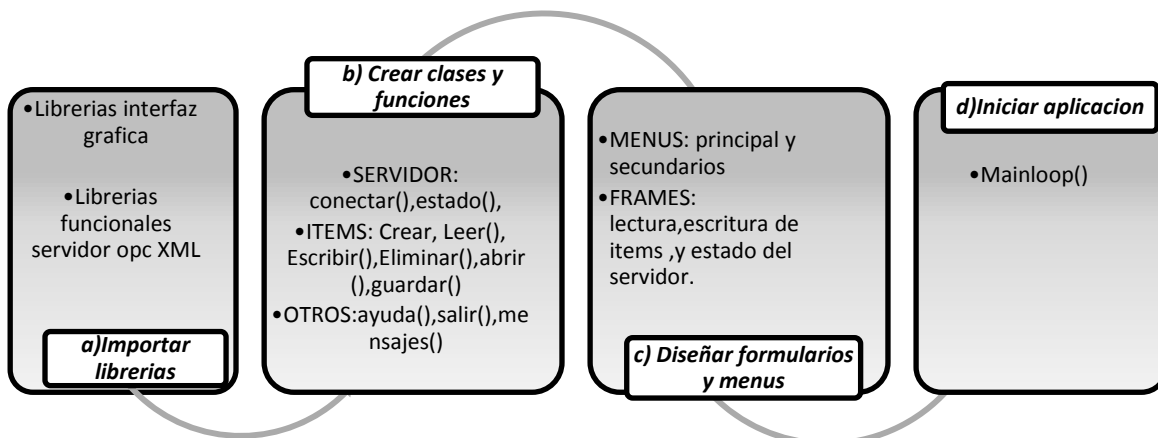 •Librerias interfaz
grafica
•Librerias
funcionales
servidor opc XML
a)Importar
librerias
b) Crear clases y
funciones
•SERVIDOR:
conectar(),estado(),
•ITEMS: Crear, Leer(),
Escribir(),Eliminar(),abrir
(),guardar()
•OTROS:ayuda(),salir(),me
nsajes()
•MENUS: principal y
secundarios
•FRAMES:
lectura,escritura de
items ,y estado del
servidor.
c) Diseñar formularios
y menus
d)Iniciar aplicacion
•Mainloop()